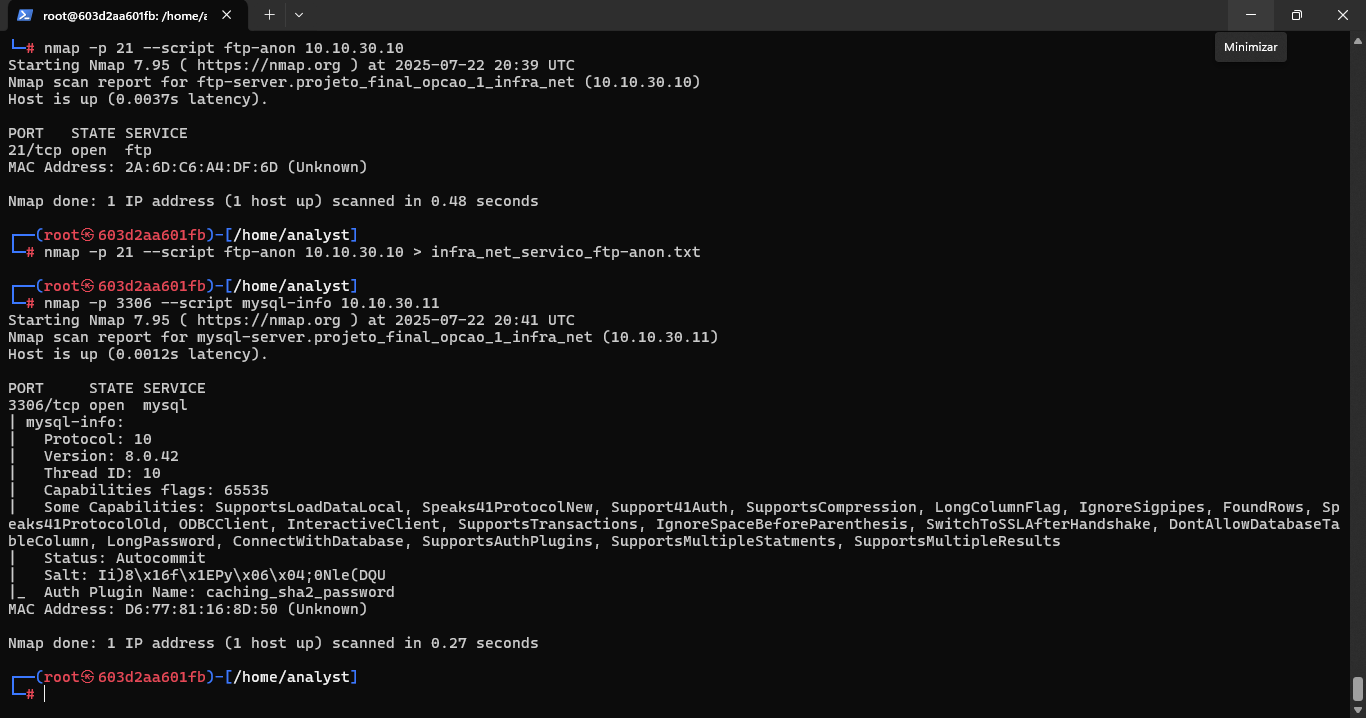 root@603d2aa601fb: /home/a
Minimizar
└─# nmap -p 21 --script ftp-anon 10.10.30.10
Starting Nmap 7.95 ( https://nmap.org ) at 2025-07-22 20:39 UTC
Nmap scan report for ftp-server.projeto_final_opcao_1_infra_net (10.10.30.10)
Host is up (0.0037s latency).
PORT   STATE SERVICE
21/tcp open  ftp
MAC Address: 2A:6D:C6:A4:DF:6D (Unknown)
Nmap done: 1 IP address (1 host up) scanned in 0.48 seconds
┌──(root㉿603d2aa601fb)-[/home/analyst]
└─# nmap -p 21 --script ftp-anon 10.10.30.10 > infra_net_servico_ftp-anon.txt
┌──(root㉿603d2aa601fb)-[/home/analyst]
└─# nmap -p 3306 --script mysql-info 10.10.30.11
Starting Nmap 7.95 ( https://nmap.org ) at 2025-07-22 20:41 UTC
Nmap scan report for mysql-server.projeto_final_opcao_1_infra_net (10.10.30.11)
Host is up (0.0012s latency).
PORT     STATE SERVICE
3306/tcp open  mysql
| mysql-info:
|   Protocol: 10
|   Version: 8.0.42
|   Thread ID: 10
|   Capabilities flags: 65535
|   Some Capabilities: SupportsLoadDataLocal, Speaks41ProtocolNew, Support41Auth, SupportsCompression, LongColumnFlag, IgnoreSigpipes, FoundRows, Sp
eaks41ProtocolOld, ODBCClient, InteractiveClient, SupportsTransactions, IgnoreSpaceBeforeParenthesis, SwitchToSSLAfterHandshake, DontAllowDatabaseTa
bleColumn, LongPassword, ConnectWithDatabase, SupportsAuthPlugins, SupportsMultipleStatments, SupportsMultipleResults
|   Status: Autocommit
|   Salt: Ii)8\x16f\x1EPy\x06\x04;0Nle(DQU
|_  Auth Plugin Name: caching_sha2_password
MAC Address: D6:77:81:16:8D:50 (Unknown)
Nmap done: 1 IP address (1 host up) scanned in 0.27 seconds
┌──(root㉿603d2aa601fb)-[/home/analyst]
└─#